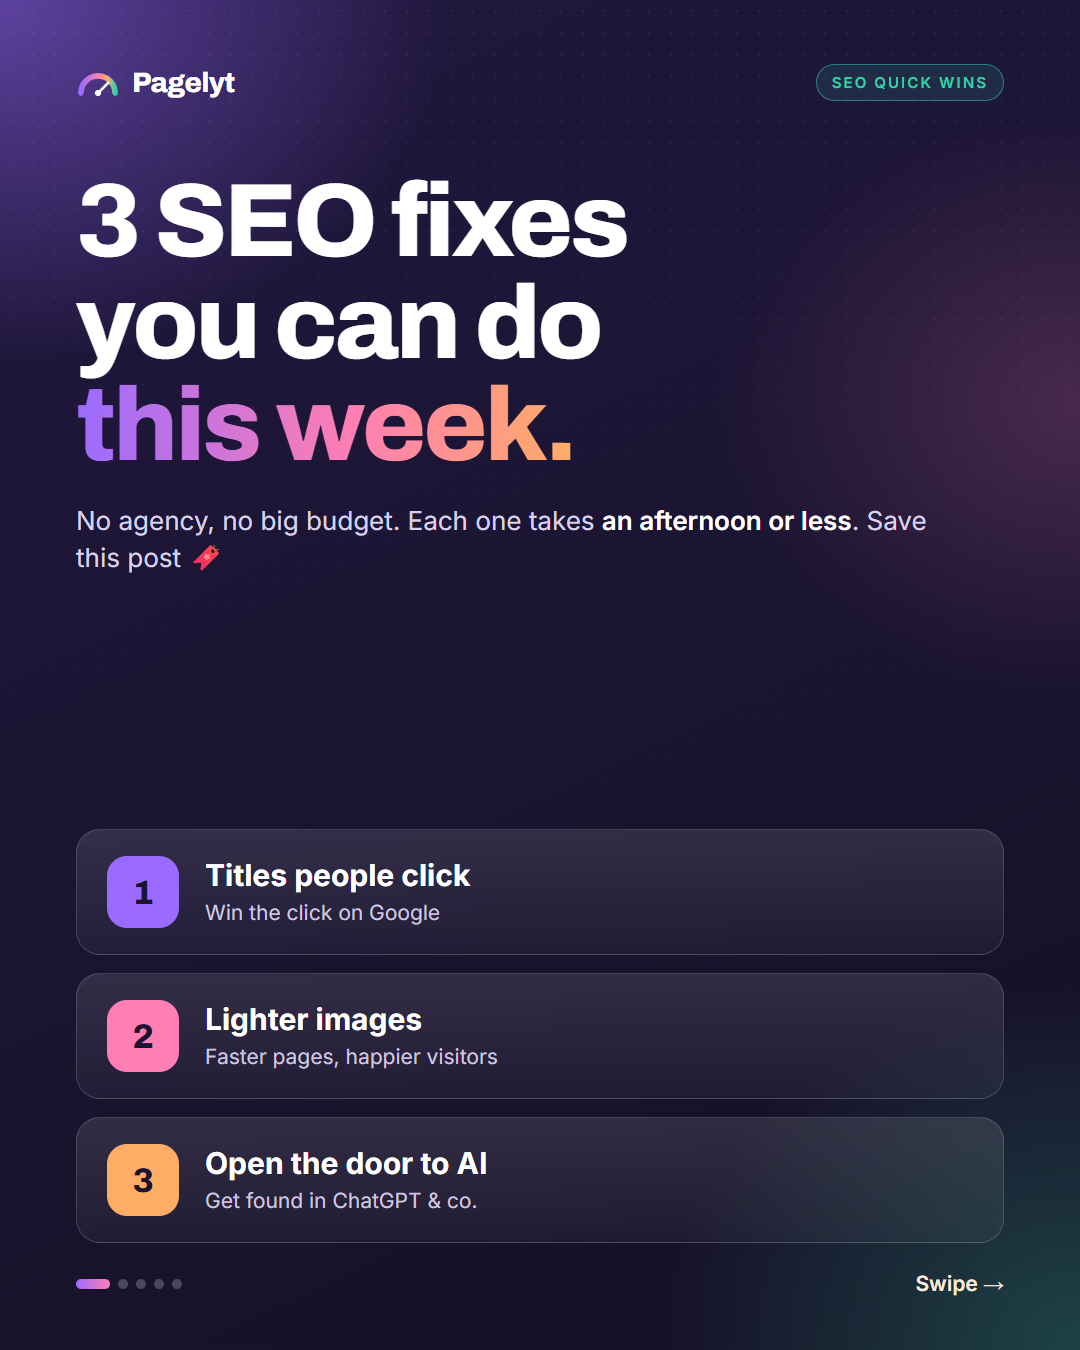 Pagelyt
SEO QUICK WINS
3 SEO fixes
you can do
this week.
No agency, no big budget. Each one takes an afternoon or less. Save
this post 🔖
1
Titles people click
Win the click on Google
2
Lighter images
Faster pages, happier visitors
3
Open the door to AI
Get found in ChatGPT & co.
Swipe →